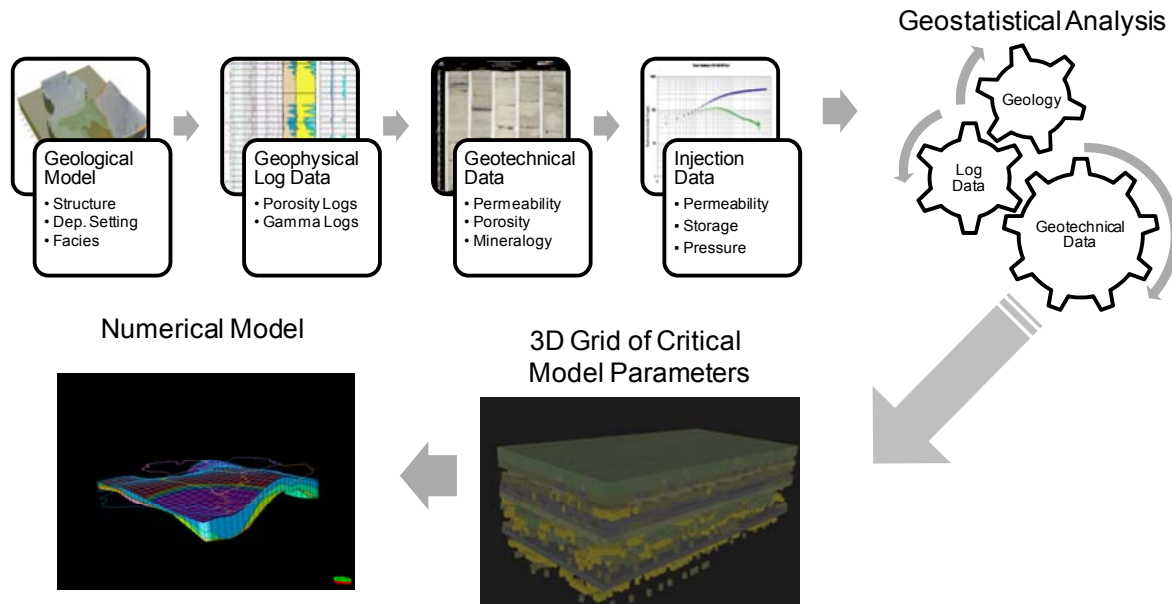 Geostatistical Analysis
Geological
Model
• Structure
• Dep. Setting
• Facies
Geophysical
Log Data
• Porosity Logs
• Gamma Logs
Geotechnical
Data
• Permeability
• Porosity
• Mineralogy
Injection
Data
▪ Permeability
▪ Storage
▪ Pressure
Geology
Log
Data
Geotechnical
Data
Numerical Model
3D Grid of Critical
Model Parameters